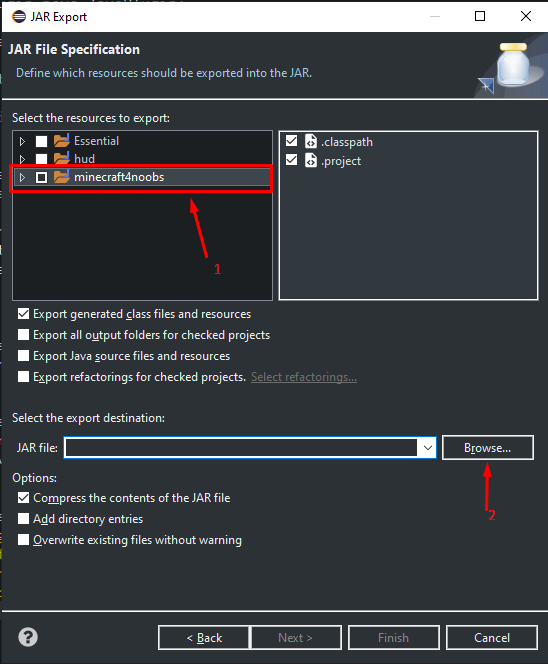 JAR Export
JAR File Specification
Define which resources should be exported into the JAR.
Select the resources to export:
Essential
hud
minecraft4noobs
.classpath
.project
1
Export generated class files and resources
Export all output folders for checked projects
Export Java source files and resources
Export refactorings for checked projects. Select refactorings...
Select the export destination:
JAR file: Browse...
2
Options:
Compress the contents of the JAR file
Add directory entries
Overwrite existing files without warning
? < Back Next > Finish Cancel